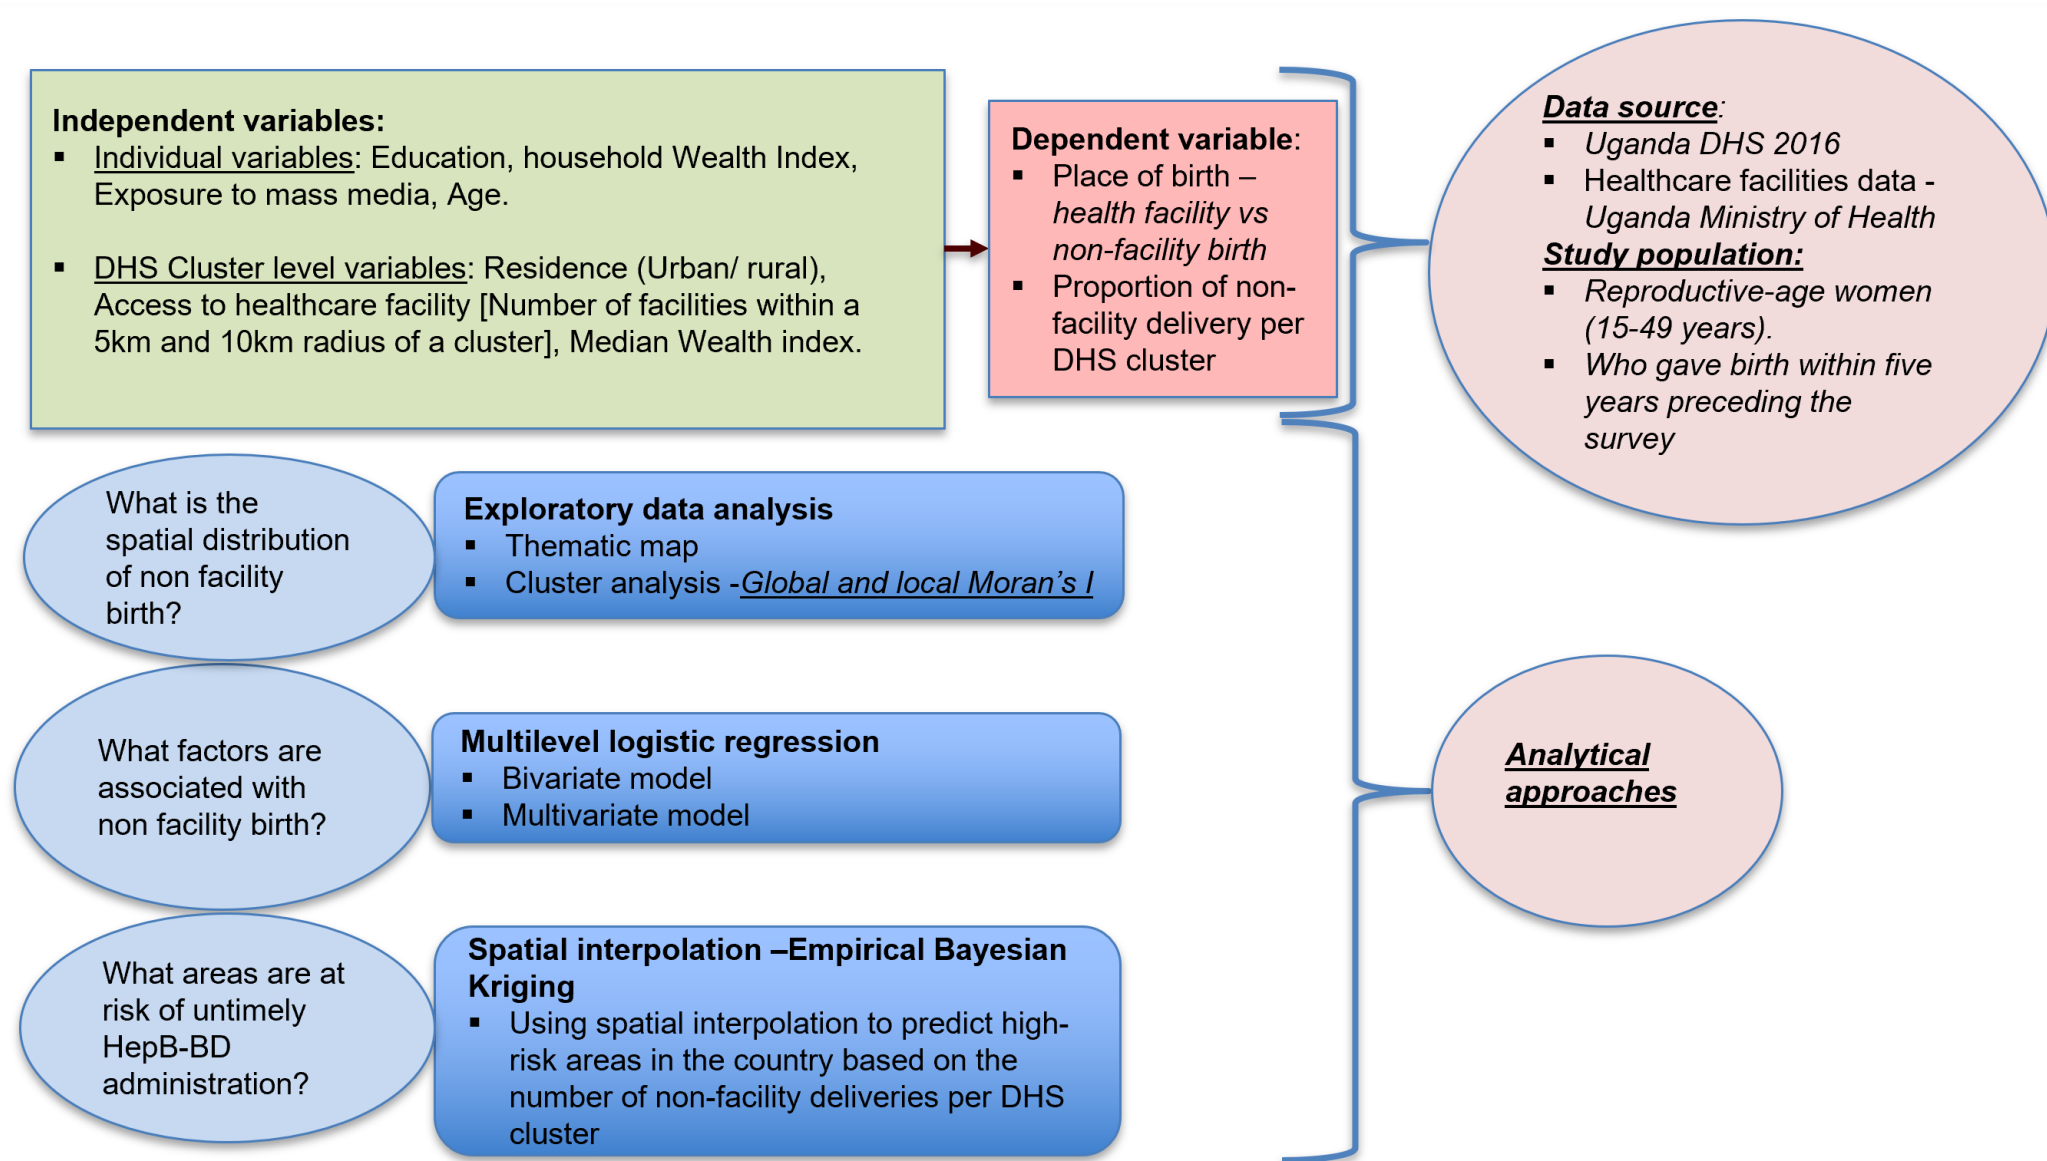 Independent variables:
▪ Individual variables: Education, household Wealth Index,
Exposure to mass media, Age.
▪ DHS Cluster level variables: Residence (Urban/ rural),
Access to healthcare facility [Number of facilities within a
5km and 10km radius of a cluster], Median Wealth index.
Dependent variable:
▪ Place of birth –
health facility vs
non-facility birth
▪ Proportion of non-
facility delivery per
DHS cluster
Data source:
▪ Uganda DHS 2016
▪ Healthcare facilities data -
Uganda Ministry of Health
Study population:
▪ Reproductive-age women
(15-49 years).
▪ Who gave birth within five
years preceding the
survey
What is the
spatial distribution
of non facility
birth?
Exploratory data analysis
▪ Thematic map
▪ Cluster analysis -Global and local Moran's I
What factors are
associated with
non facility birth?
Multilevel logistic regression
▪ Bivariate model
▪ Multivariate model
Analytical
approaches
What areas are at
risk of untimely
HepB-BD
administration?
Spatial interpolation –Empirical Bayesian
Kriging
▪ Using spatial interpolation to predict high-
risk areas in the country based on the
number of non-facility deliveries per DHS
cluster